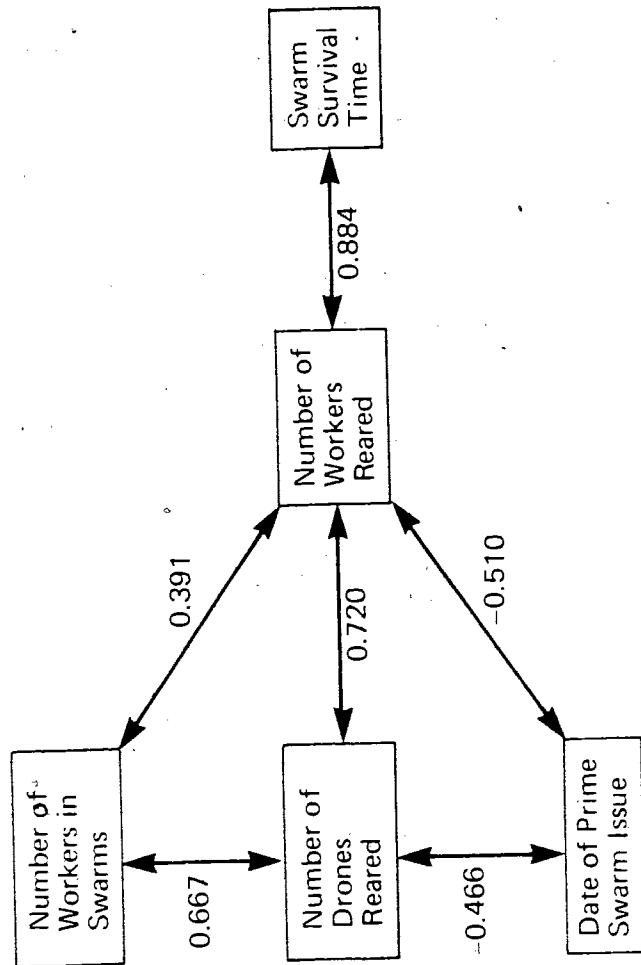 Number of
Workers in
Swarms
0.667
Number of
Drones
Reared
-0.466
Date of Prime
Swarm Issue
0.391
0.720
-0.510
Number of
Workers
Reared
0.884
Swarm
Survival
Time